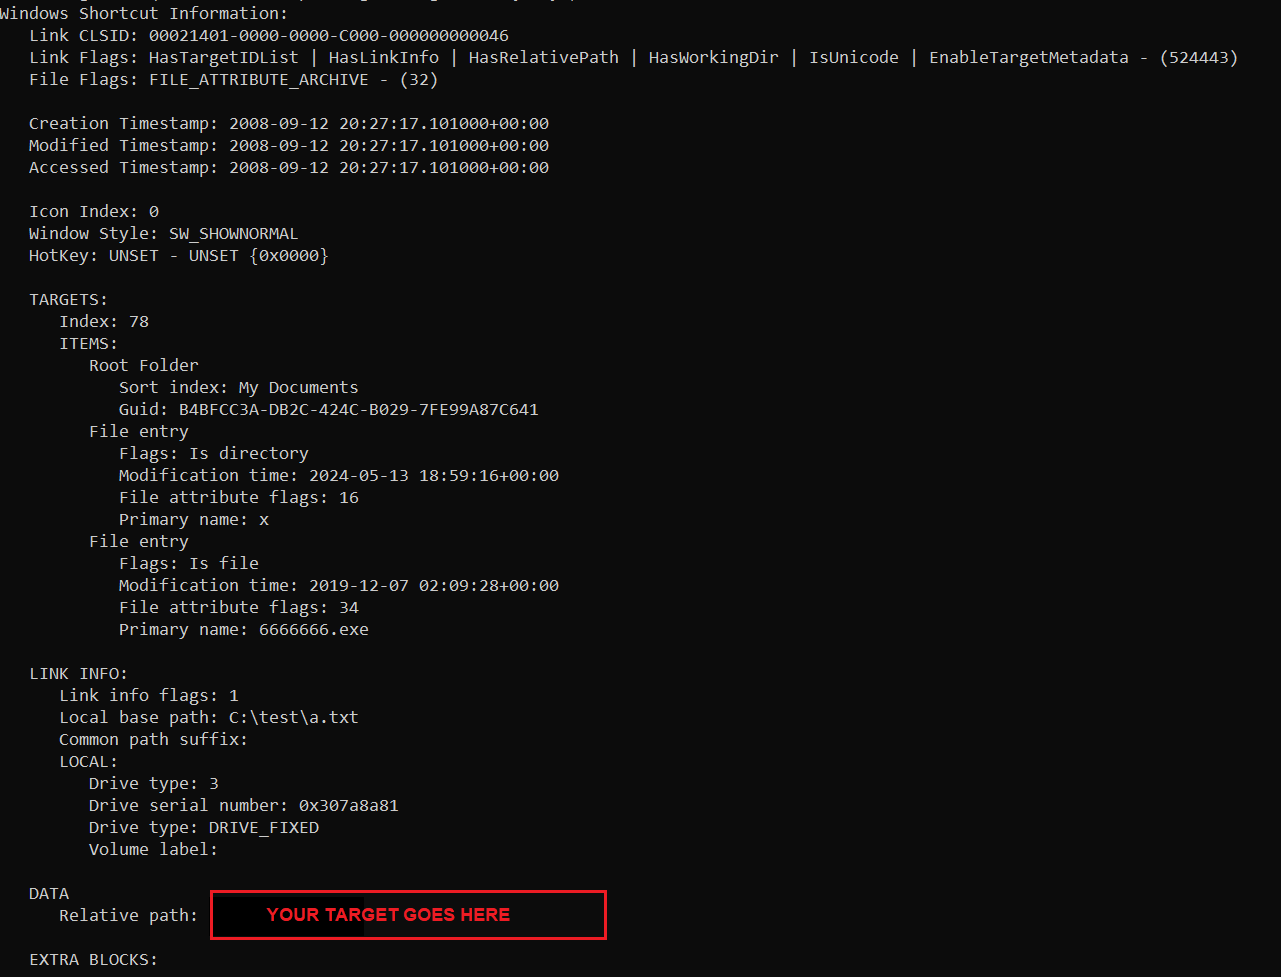 Windows Shortcut Information:
Link CLSID: 00021401-0000-0000-C000-000000000046
Link Flags: HasTargetIDList | HasLinkInfo | HasRelativePath | HasWorkingDir | IsUnicode | EnableTargetMetadata - (524443)
File Flags: FILE_ATTRIBUTE_ARCHIVE - (32)
Creation Timestamp: 2008-09-12 20:27:17.101000+00:00
Modified Timestamp: 2008-09-12 20:27:17.101000+00:00
Accessed Timestamp: 2008-09-12 20:27:17.101000+00:00
Icon Index: 0
Window Style: SW_SHOWNORMAL
HotKey: UNSET - UNSET {0x0000}
TARGETS:
Index: 78
ITEMS:
Root Folder
Sort index: My Documents
Guid: B4BFCC3A-DB2C-424C-B029-7FE99A87C641
File entry
Flags: Is directory
Modification time: 2024-05-13 18:59:16+00:00
File attribute flags: 16
Primary name: x
File entry
Flags: Is file
Modification time: 2019-12-07 02:09:28+00:00
File attribute flags: 34
Primary name: 6666666.exe
LINK INFO:
Link info flags: 1
Local base path: C:\test\a.txt
Common path suffix:
LOCAL:
Drive type: 3
Drive serial number: 0x307a8a81
Drive type: DRIVE_FIXED
Volume label:
DATA
Relative path: YOUR TARGET GOES HERE
EXTRA BLOCKS: